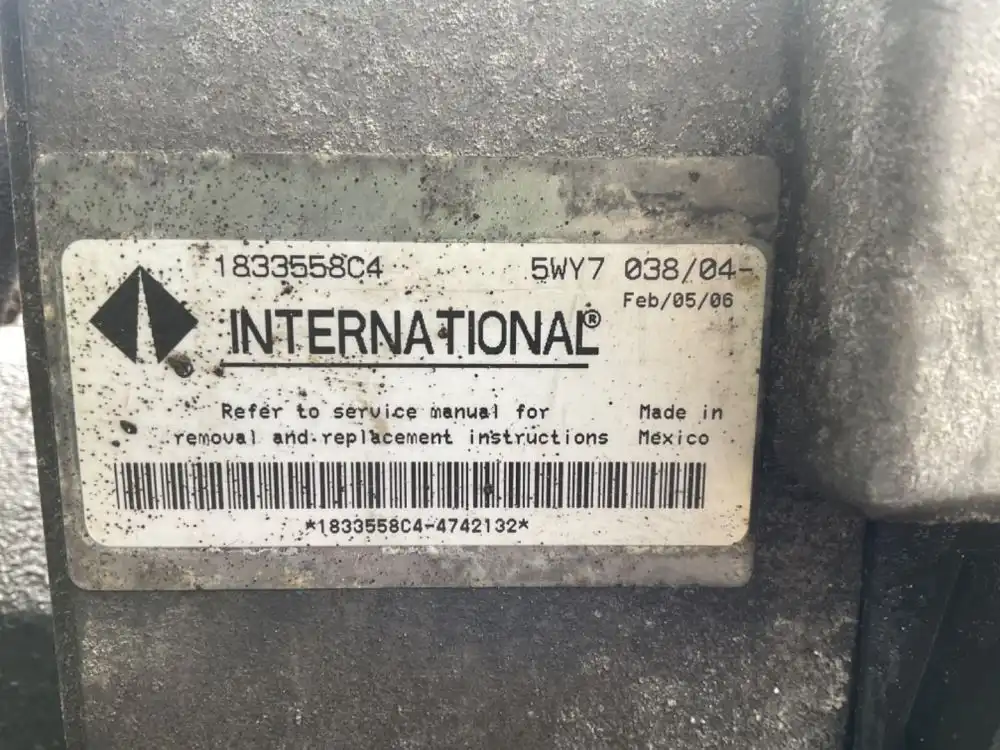 1833558C4 5WY7 038/04-
Feb/05/06
INTERNATIONAL®
Refer to service manual for Made in
removal and replacement instructions Mexico
*1833558C4-4742132*